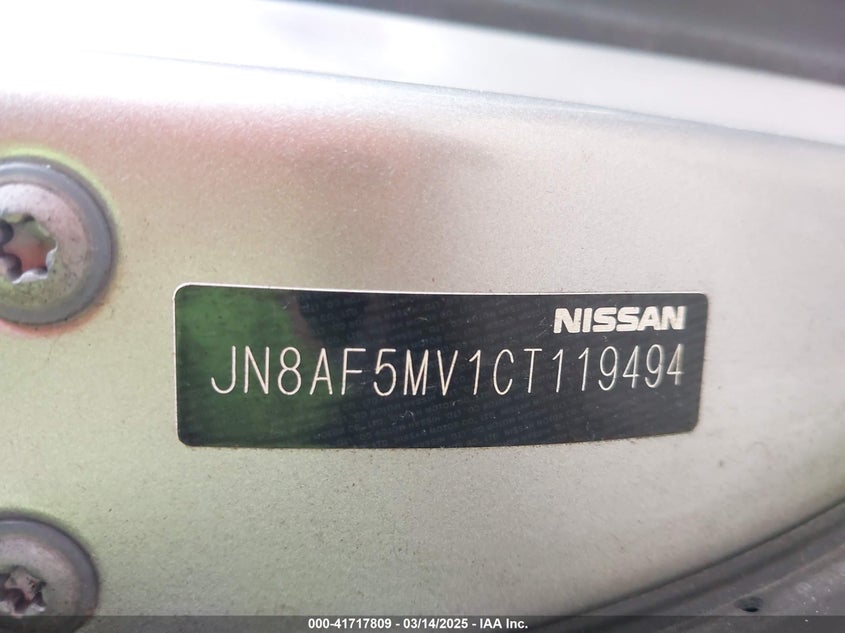 NISSAN
JN8AF5MV1CT119494
000-41717809 - 03/14/2025 - IAA Inc.